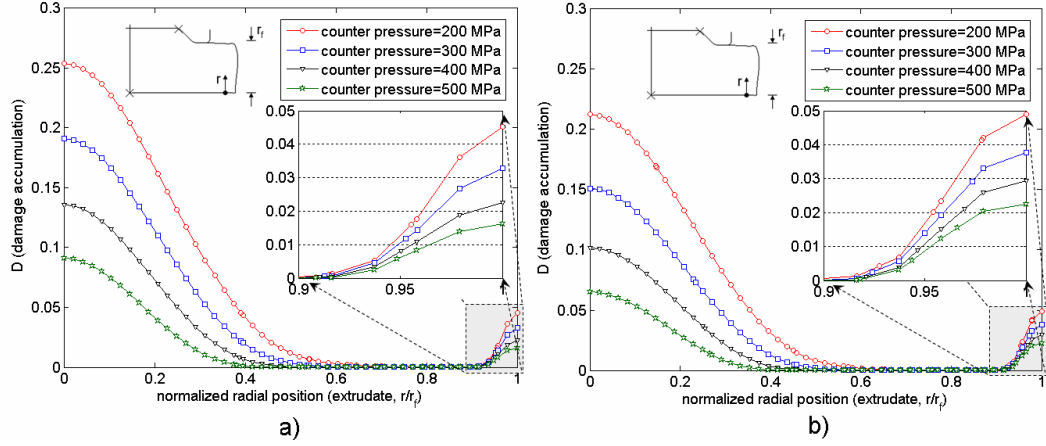 r_f
r
counter pressure=200 MPa
counter pressure=300 MPa
counter pressure=400 MPa
counter pressure=500 MPa
D (damage accumulation)
0.3
0.25
0.2
0.15
0.1
0.05
0
0 0.2 0.4 0.6 0.8 1
0.05
0.04
0.03
0.02
0.01
0
0.9 0.95
normalized radial position (extrudate, r/r_f)
a)
r_f
r
counter pressure=200 MPa
counter pressure=300 MPa
counter pressure=400 MPa
counter pressure=500 MPa
D (damage accumulation)
0.3
0.25
0.2
0.15
0.1
0.05
0
0 0.2 0.4 0.6 0.8 1
0.05
0.04
0.03
0.02
0.01
0
0.9 0.95
normalized radial position (extrudate, r/r_f)
b)